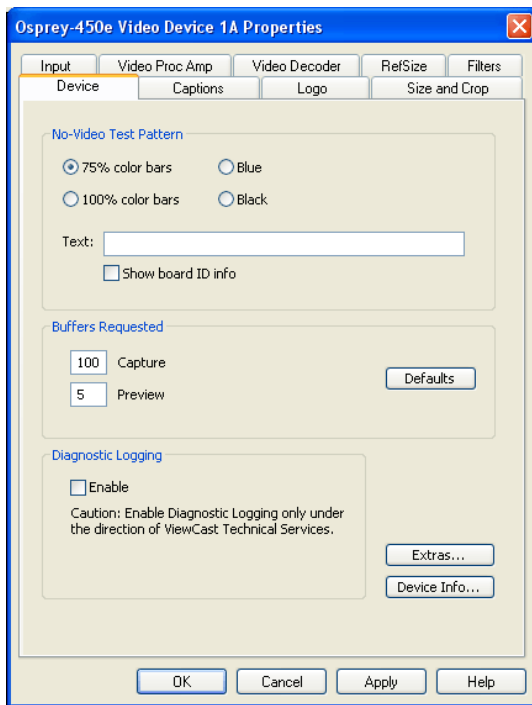 Osprey-450e Video Device 1A Properties
Input Video Proc Amp Video Decoder RefSize Filters
Device Captions Logo Size and Crop
No-Video Test Pattern
75% color bars Blue
100% color bars Black
Text:
Show board ID info
Buffers Requested
100 Capture
5 Preview
Defaults
Diagnostic Logging
Enable
Caution: Enable Diagnostic Logging only under
the direction of ViewCast Technical Services.
Extras...
Device Info...
OK Cancel Apply Help